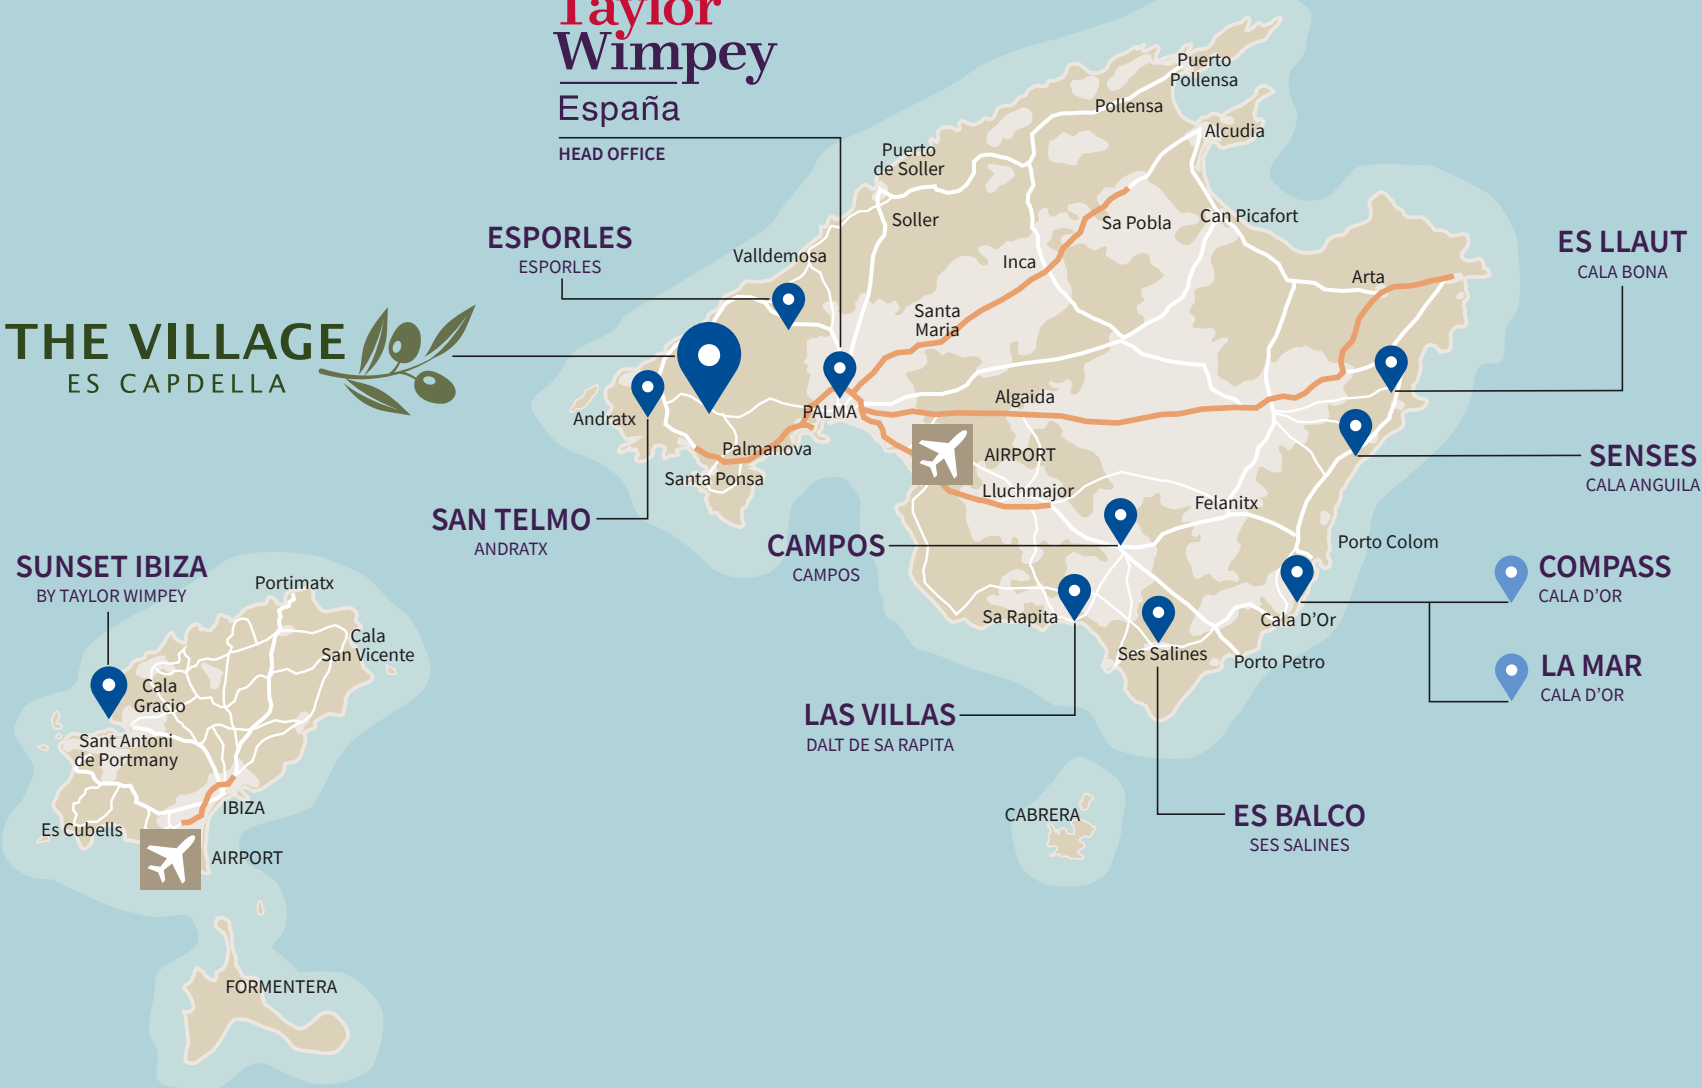 Taylor
Wimpey
España
HEAD OFFICE
Puerto
Pollensa
Pollensa
Alcudia
Puerto
de Soller
Soller
Sa Pobla
Can Picafort
ESPORLES
ESPORLES
Valldemosa
Inca
Arta
ES LLAUT
CALA BONA
Santa
Maria
THE VILLAGE
ES CAPDELLA
Andratx
PALMA
Algaida
Palmanova
Santa Ponsa
AIRPORT
Lluchmajor
Felanitx
SENSES
CALA ANGUILA
SAN TELMO
ANDRATX
CAMPOS
CAMPOS
Porto Colom
COMPASS
CALA D'OR
SUNSET IBIZA
BY TAYLOR WIMPEY
Portimatx
Cala
San Vicente
Sa Rapita
Cala D'Or
Ses Salines
Porto Petro
LA MAR
CALA D'OR
Cala
Gracio
LAS VILLAS
DALT DE SA RAPITA
Sant Antoni
de Portmany
IBIZA
Es Cubells
AIRPORT
CABRERA
ES BALCO
SES SALINES
FORMENTERA